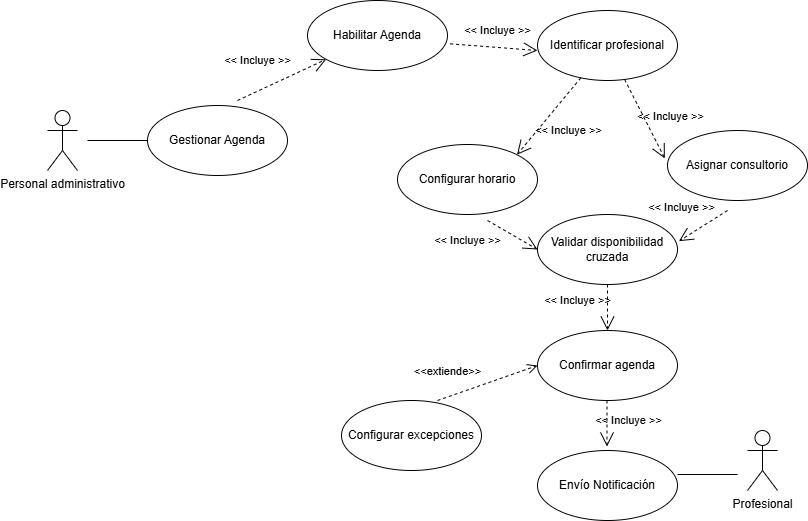 Habilitar Agenda
<< Incluye >>
Identificar profesional
<< Incluye >>
Gestionar Agenda
Personal administrativo
<< Incluye >>
<< Incluye >>
Configurar horario
Asignar consultorio
<< Incluye >>
<< Incluye >>
Validar disponibilidad
cruzada
<< Incluye >>
Confirmar agenda
<<extiende>>
Configurar excepciones
<< Incluye >>
Envío Notificación
Profesional